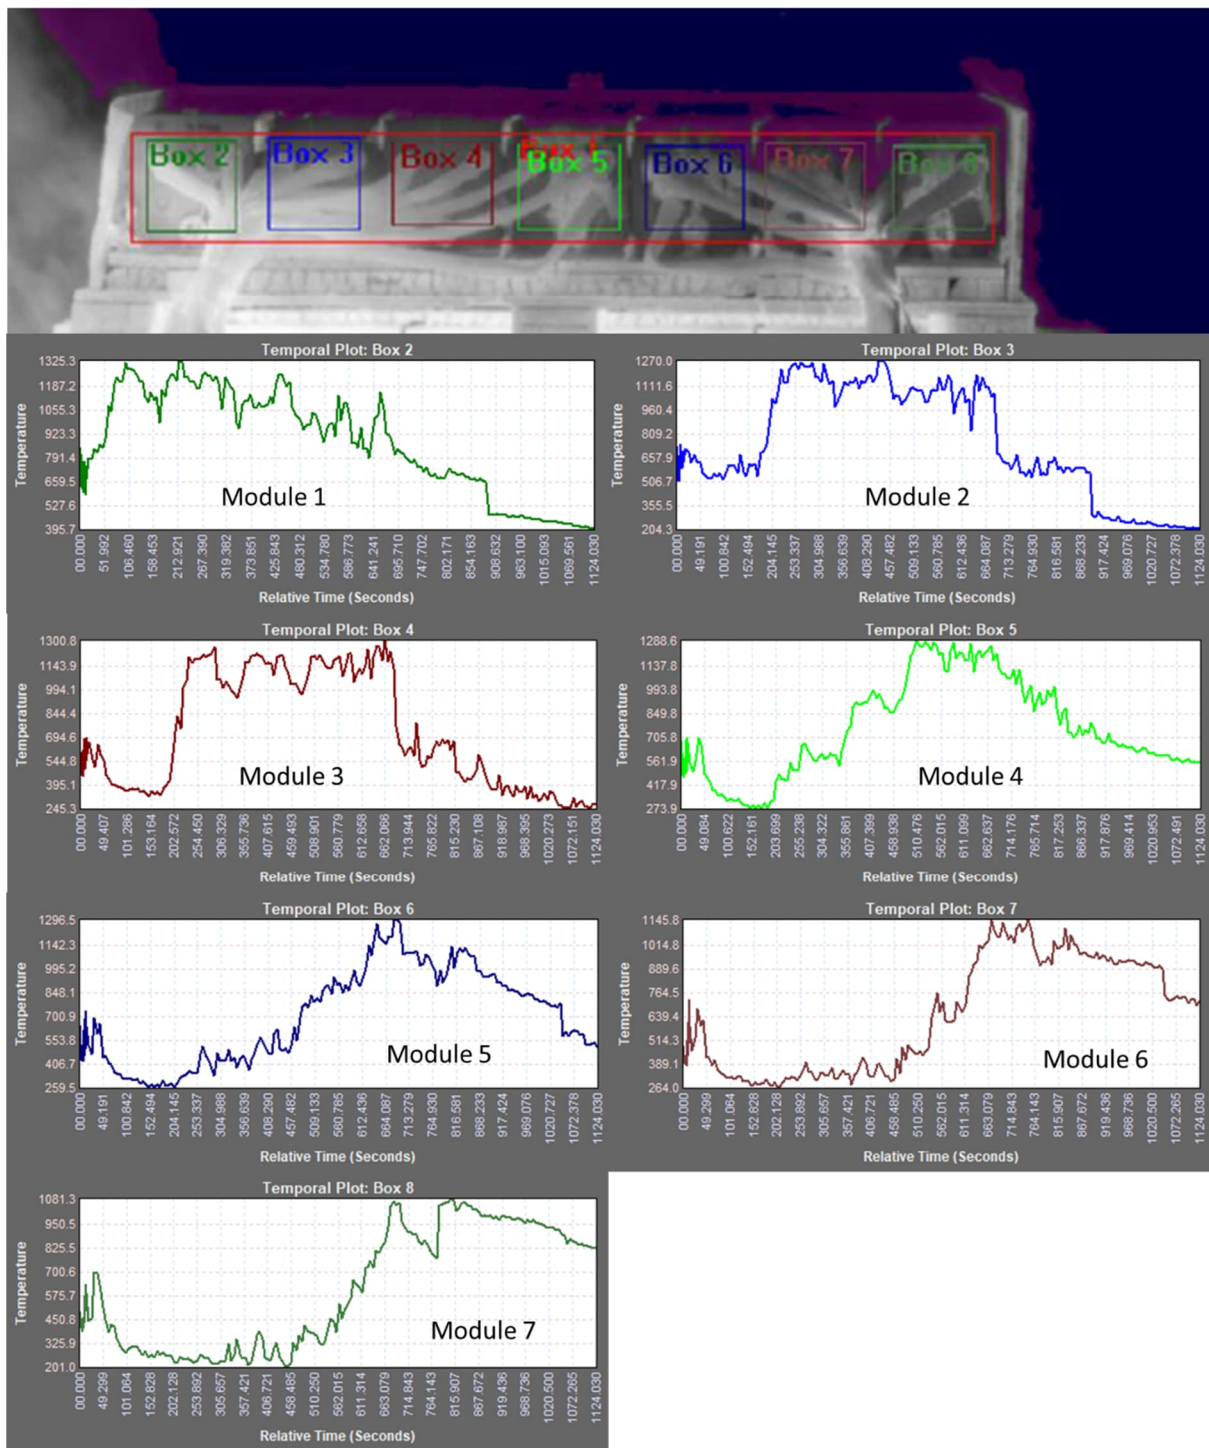 Box 2
Box 3
Box 4
Box 5
Box 6
Box 7
Box 8
Temporal Plot: Box 2
Temperature
1325.3
1187.2
1055.3
923.3
791.4
659.5
527.6
395.7
Module 1
00.000 51.992 106.460 158.453 212.921 267.390 319.382 373.851 425.843 480.312 534.780 586.773 641.241 695.710 747.702 802.171 854.163 908.632 963.100 1015.093 1069.561 1124.030
Relative Time (Seconds)
Temporal Plot: Box 3
Temperature
1270.0
1111.6
960.4
809.2
657.9
506.7
355.5
204.3
Module 2
00.000 49.191 100.842 152.494 204.145 253.337 304.988 356.639 408.290 457.482 509.133 560.785 612.436 664.087 713.279 764.930 816.581 868.233 917.424 969.076 1020.727 1072.378 1124.030
Relative Time (Seconds)
Temporal Plot: Box 4
Temperature
1300.8
1143.9
994.1
844.4
694.6
544.8
395.1
245.3
Module 3
00.000 49.407 101.286 153.164 202.572 254.450 306.329 355.736 407.615 459.493 508.901 560.779 612.658 662.066 713.944 765.822 815.230 867.108 918.987 968.395 1020.273 1072.151 1124.030
Relative Time (Seconds)
Temporal Plot: Box 5
Temperature
1288.6
1137.8
993.8
849.8
705.8
561.9
417.9
273.9
Module 4
00.000 49.084 100.622 152.161 203.699 255.238 304.322 355.861 407.399 458.938 510.476 562.015 611.099 662.637 714.176 765.714 817.253 866.337 917.876 969.414 1020.953 1072.491 1124.030
Relative Time (Seconds)
Temporal Plot: Box 6
Temperature
1296.5
1142.3
995.2
848.1
700.9
553.8
406.7
259.5
Module 5
00.000 49.191 100.842 152.494 204.145 253.337 304.988 356.639 408.290 457.482 509.133 560.785 612.436 664.087 713.279 764.930 816.581 868.233 917.424 969.076 1020.727 1072.378 1124.030
Relative Time (Seconds)
Temporal Plot: Box 7
Temperature
1145.8
1014.8
889.6
764.5
639.4
514.3
389.1
264.0
Module 6
00.000 49.299 101.064 152.828 202.128 253.892 305.657 357.421 406.721 458.485 510.250 562.015 611.314 663.079 714.843 764.143 815.907 867.672 919.436 968.736 1020.500 1072.265 1124.030
Relative Time (Seconds)
Temporal Plot: Box 8
Temperature
1081.3
950.5
825.5
700.6
575.7
450.8
325.9
201.0
Module 7
00.000 49.299 101.064 152.828 202.128 253.892 305.657 357.421 406.721 458.485 510.250 562.015 611.314 663.079 714.843 764.143 815.907 867.672 919.436 968.736 1020.500 1072.265 1124.030
Relative Time (Seconds)